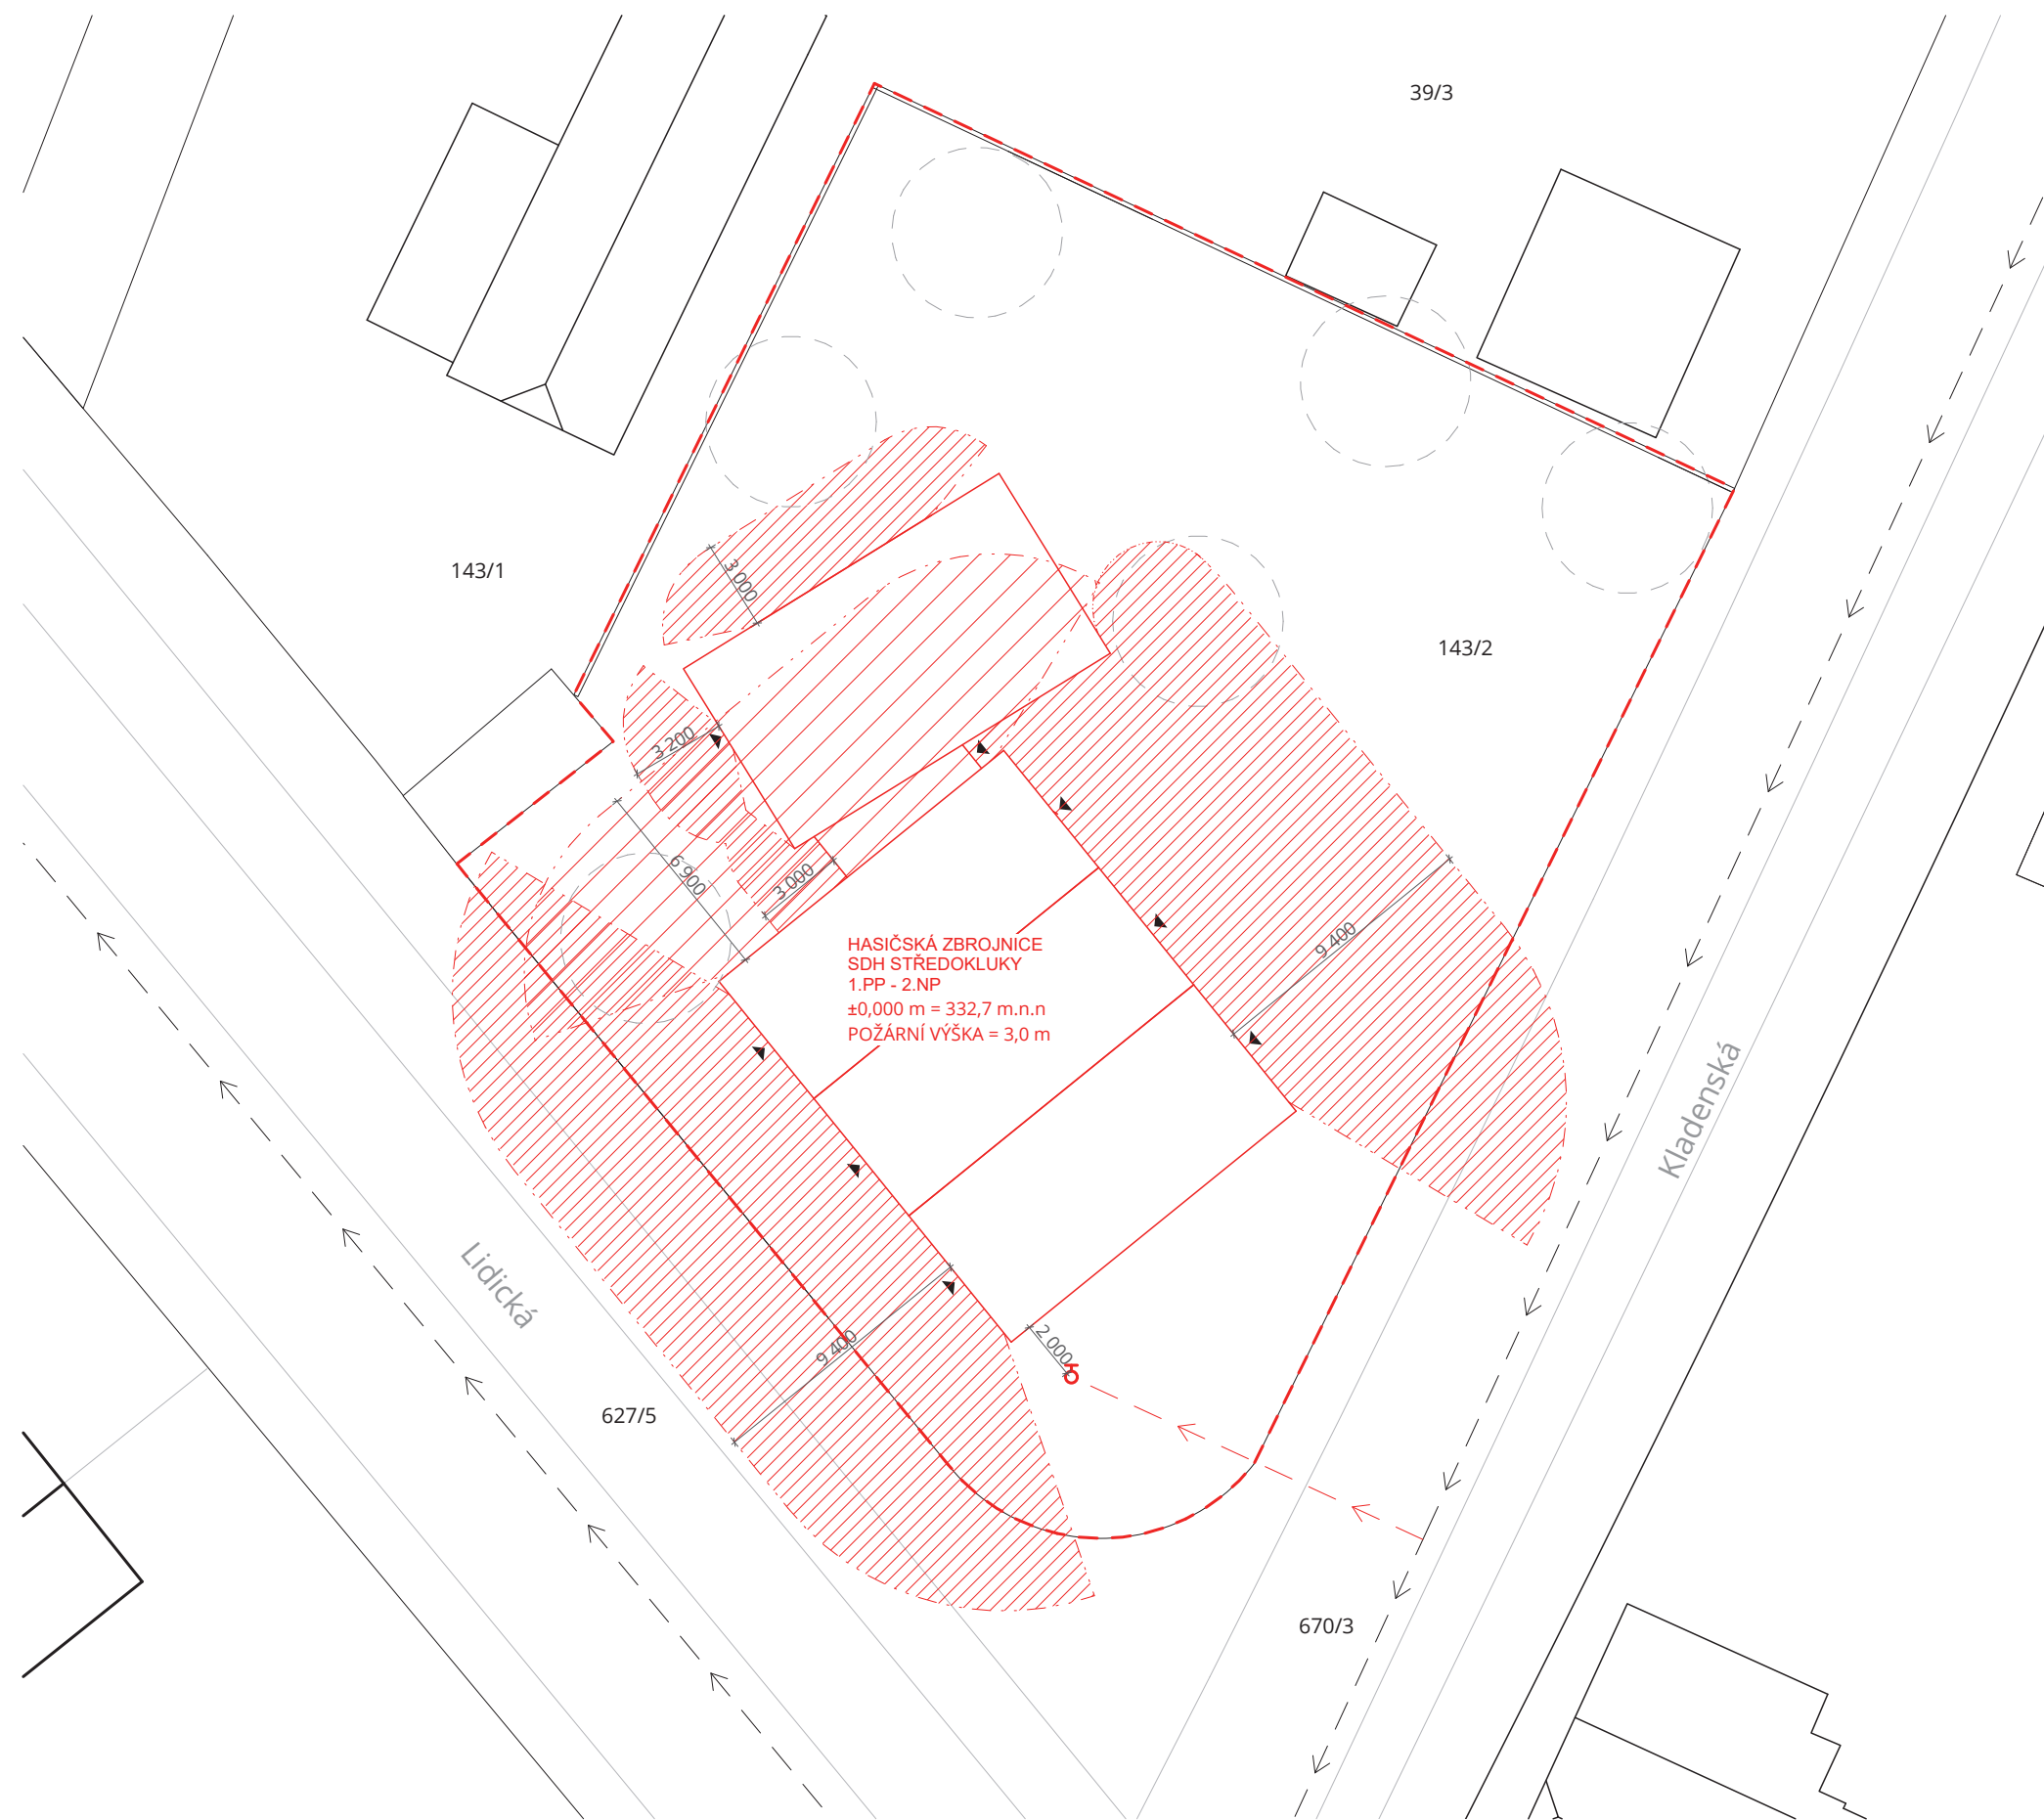 39/3
143/1
3 000
143/2
3 200
6 900
3 000
9 400
HASIČSKÁ ZBROJNICE
SDH STŘEDOKLUKY
1.PP - 2.NP
±0,000 m = 332,7 m.n.n
POŽÁRNÍ VÝŠKA = 3,0 m
Kladenská
Lidická
9 400
2 000
627/5
670/3